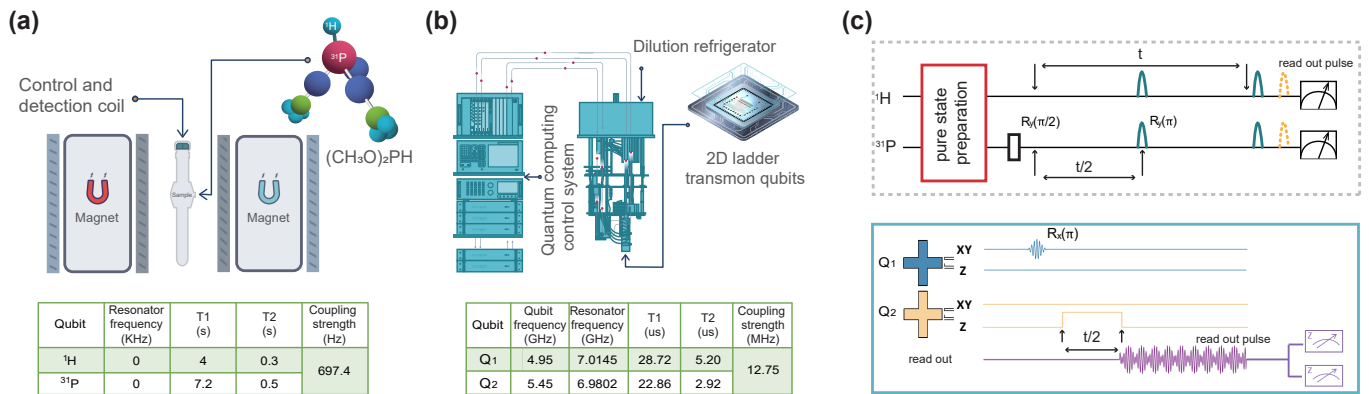 (a)
¹H
³¹P
Control and
detection coil
(CH₃O)₂PH
Sample
Magnet
Magnet
Qubit
Resonator
frequency
(KHz)
T1
(s)
T2
(s)
Coupling
strength
(Hz)
¹H
0
4
0.3
697.4
³¹P
0
7.2
0.5
(b)
Dilution refrigerator
Quantum computing
control system
2D ladder
transmon qubits
Qubit
Qubit
frequency
(GHz)
Resonator
frequency
(GHz)
T1
(us)
T2
(us)
Coupling
strength
(MHz)
Q₁
4.95
7.0145
28.72
5.20
12.75
Q₂
5.45
6.9802
22.86
2.92
(c)
t
read out pulse
¹H
pure state
preparation
Rᵧ(π/2)
Rᵧ(π)
³¹P
t/2
Rₓ(π)
Q₁
XY
Z
Q₂
XY
Z
t/2
read out
read out pulse
Z
Z